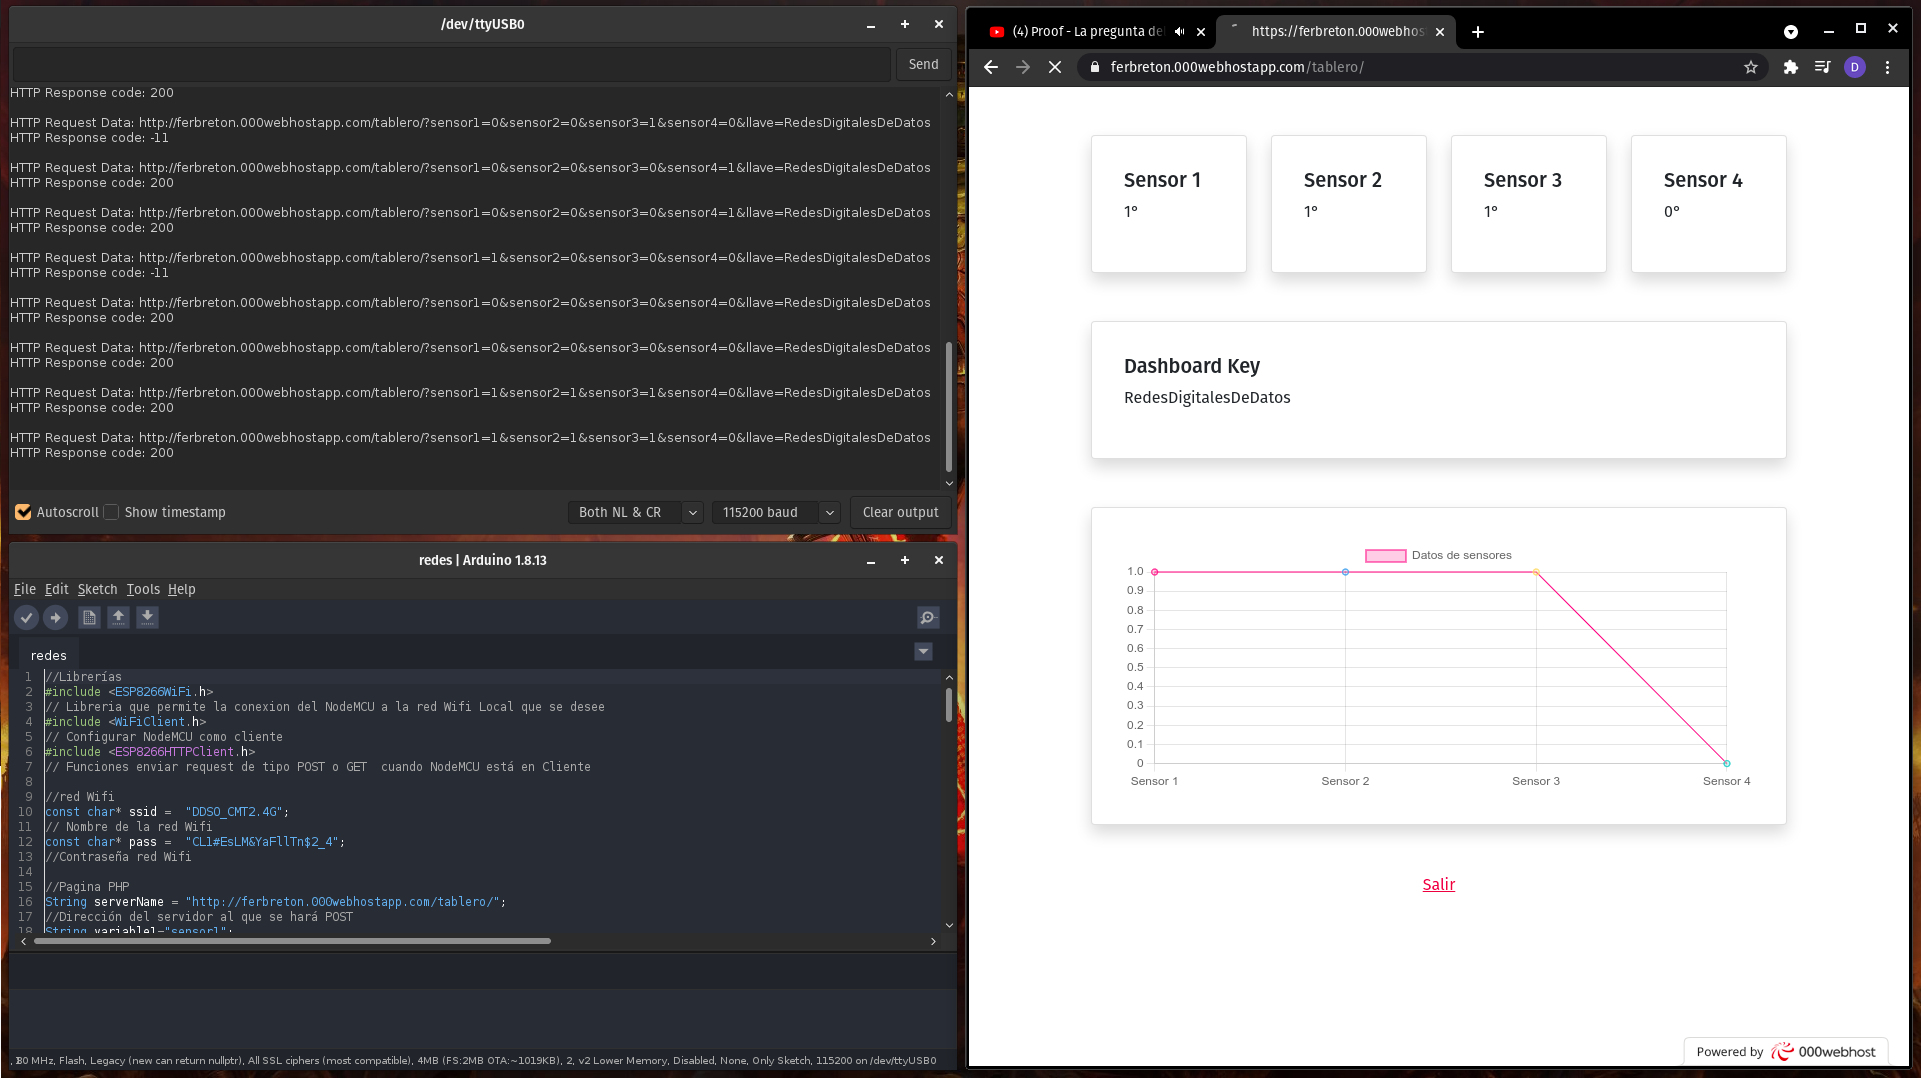 /dev/ttyUSB0
Send
HTTP Response code: 200
HTTP Request Data: http://ferbreton.000webhostapp.com/tablero/?sensor1=0&sensor2=0&sensor3=1&sensor4=0&llave=RedesDigitalesDeDatos
HTTP Response code: -11
HTTP Request Data: http://ferbreton.000webhostapp.com/tablero/?sensor1=0&sensor2=0&sensor3=0&sensor4=1&llave=RedesDigitalesDeDatos
HTTP Response code: 200
HTTP Request Data: http://ferbreton.000webhostapp.com/tablero/?sensor1=0&sensor2=0&sensor3=0&sensor4=1&llave=RedesDigitalesDeDatos
HTTP Response code: 200
HTTP Request Data: http://ferbreton.000webhostapp.com/tablero/?sensor1=1&sensor2=0&sensor3=0&sensor4=0&llave=RedesDigitalesDeDatos
HTTP Response code: -11
HTTP Request Data: http://ferbreton.000webhostapp.com/tablero/?sensor1=0&sensor2=0&sensor3=0&sensor4=0&llave=RedesDigitalesDeDatos
HTTP Response code: 200
HTTP Request Data: http://ferbreton.000webhostapp.com/tablero/?sensor1=0&sensor2=0&sensor3=0&sensor4=0&llave=RedesDigitalesDeDatos
HTTP Response code: 200
HTTP Request Data: http://ferbreton.000webhostapp.com/tablero/?sensor1=1&sensor2=1&sensor3=1&sensor4=0&llave=RedesDigitalesDeDatos
HTTP Response code: 200
HTTP Request Data: http://ferbreton.000webhostapp.com/tablero/?sensor1=1&sensor2=1&sensor3=1&sensor4=0&llave=RedesDigitalesDeDatos
HTTP Response code: 200
Autoscroll Show timestamp Both NL & CR 115200 baud Clear output
redes | Arduino 1.8.13
File Edit Sketch Tools Help
redes
1 //Librerías
2 #include <ESP8266WiFi.h>
3 // Libreria que permite la conexion del NodeMCU a la red Wifi Local que se desee
4 #include <WiFiClient.h>
5 // Configurar NodeMCU como cliente
6 #include <ESP8266HTTPClient.h>
7 // Funciones enviar request de tipo POST o GET  cuando NodeMCU está en Cliente
8
9 //red Wifi
10 const char* ssid =  "DDSO_CMT2.4G";
11 // Nombre de la red Wifi
12 const char* pass =  "CL1#EsLM&YaFllTn$2_4";
13 //Contraseña red Wifi
14
15 //Pagina PHP
16 String serverName = "http://ferbreton.000webhostapp.com/tablero/";
17 //Dirección del servidor al que se hará POST
18 String variable1="sensor1";
80 MHz, Flash, Legacy (new can return nullptr), All SSL ciphers (most compatible), 4MB (FS:2MB OTA:~1019KB), 2, v2 Lower Memory, Disabled, None, Only Sketch, 115200 on /dev/ttyUSB0
(4) Proof - La pregunta de
https://ferbreton.000webhos
ferbreton.000webhostapp.com/tablero/
D
Sensor 1
1°
Sensor 2
1°
Sensor 3
1°
Sensor 4
0°
Dashboard Key
RedesDigitalesDeDatos
Datos de sensores
1.0
0.9
0.8
0.7
0.6
0.5
0.4
0.3
0.2
0.1
0
Sensor 1 Sensor 2 Sensor 3 Sensor 4
Salir
Powered by 000webhost